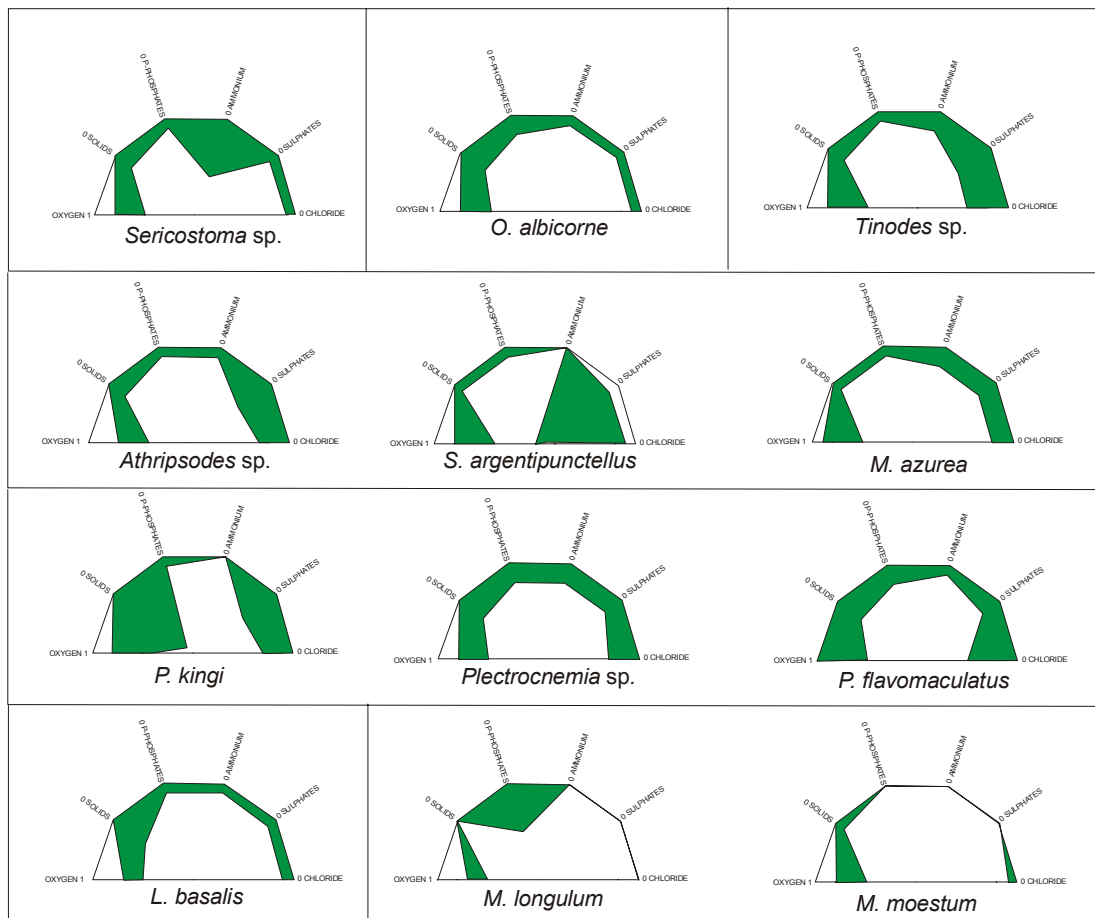 0 P-PHOSPHATES
0 AMMONIUM
0 SOLIDS
0 SULPHATES
OXYGEN 1
0 CHLORIDE
Sericostoma sp.
0 P-PHOSPHATES
0 AMMONIUM
0 SOLIDS
0 SULPHATES
OXYGEN 1
0 CHLORIDE
O. albicorne
0 P-PHOSPHATES
0 AMMONIUM
0 SOLIDS
0 SULPHATES
OXYGEN 1
0 CHLORIDE
Tinodes sp.
0 P-PHOSPHATES
0 AMMONIUM
0 SOLIDS
0 SULPHATES
OXYGEN 1
0 CHLORIDE
Athripsodes sp.
0 P-PHOSPHATES
0 AMMONIUM
0 SOLIDS
0 SULPHATES
OXYGEN 1
0 CHLORIDE
S. argentipunctellus
0 P-PHOSPHATES
0 AMMONIUM
0 SOLIDS
0 SULPHATES
OXYGEN 1
0 CHLORIDE
M. azurea
0 P-PHOSPHATES
0 AMMONIUM
0 SOLIDS
0 SULPHATES
OXYGEN 1
0 CLORIDE
P. kingi
0 P-PHOSPHATES
0 AMMONIUM
0 SOLIDS
0 SULPHATES
OXYGEN 1
0 CHLORIDE
Plectrocnemia sp.
0 P-PHOSPHATES
0 AMMONIUM
0 SOLIDS
0 SULPHATES
OXYGEN 1
0 CHLORIDE
P. flavomaculatus
0 P-PHOSPHATES
0 AMMONIUM
0 SOLIDS
0 SULPHATES
OXYGEN 1
0 CHLORIDE
L. basalis
0 P-PHOSPHATES
0 AMMONIUM
0 SOLIDS
0 SULPHATES
OXYGEN 1
0 CHLORIDE
M. longulum
0 P-PHOSPHATES
0 AMMONIUM
0 SOLIDS
0 SULPHATES
OXYGEN 1
0 CHLORIDE
M. moestum